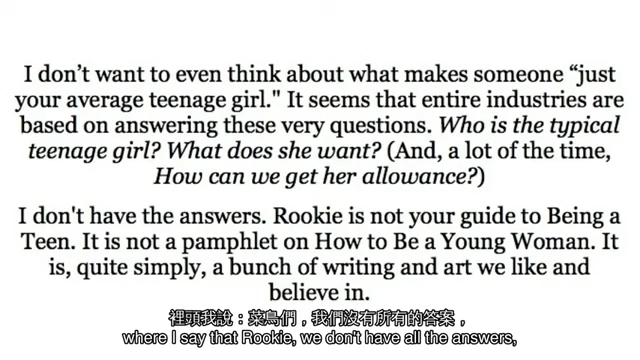 I don’t want to even think about what makes someone “just
your average teenage girl." It seems that entire industries are
based on answering these very questions. Who is the typical
teenage girl? What does she want? (And, a lot of the time,
How can we get her allowance?)
I don't have the answers. Rookie is not your guide to Being a
Teen. It is not a pamphlet on How to Be a Young Woman. It
is, quite simply, a bunch of writing and art we like and
believe in.
裡頭我說：菜鳥們，我們沒有所有的答案，
where I say that Rookie, we don't have all the answers,